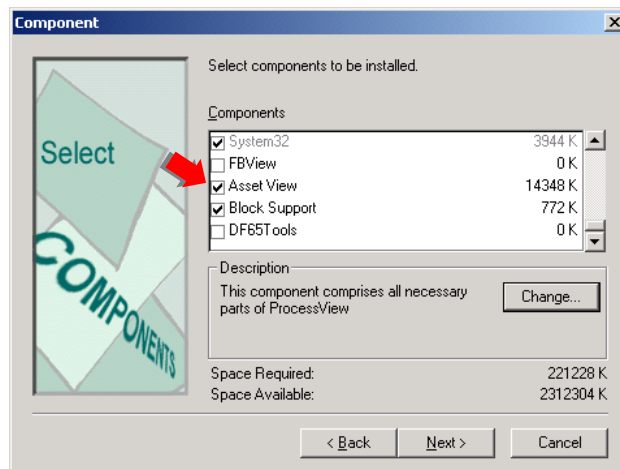 Component
Select components to be installed.
Components
Select
COMPONENTS
System32 3944 K
FBView 0 K
Asset View 14348 K
Block Support 772 K
DF65Tools 0 K
Description
This component comprises all necessary
parts of ProcessView
Change...
Space Required: 221228 K
Space Available: 2312304 K
< Back
Next >
Cancel